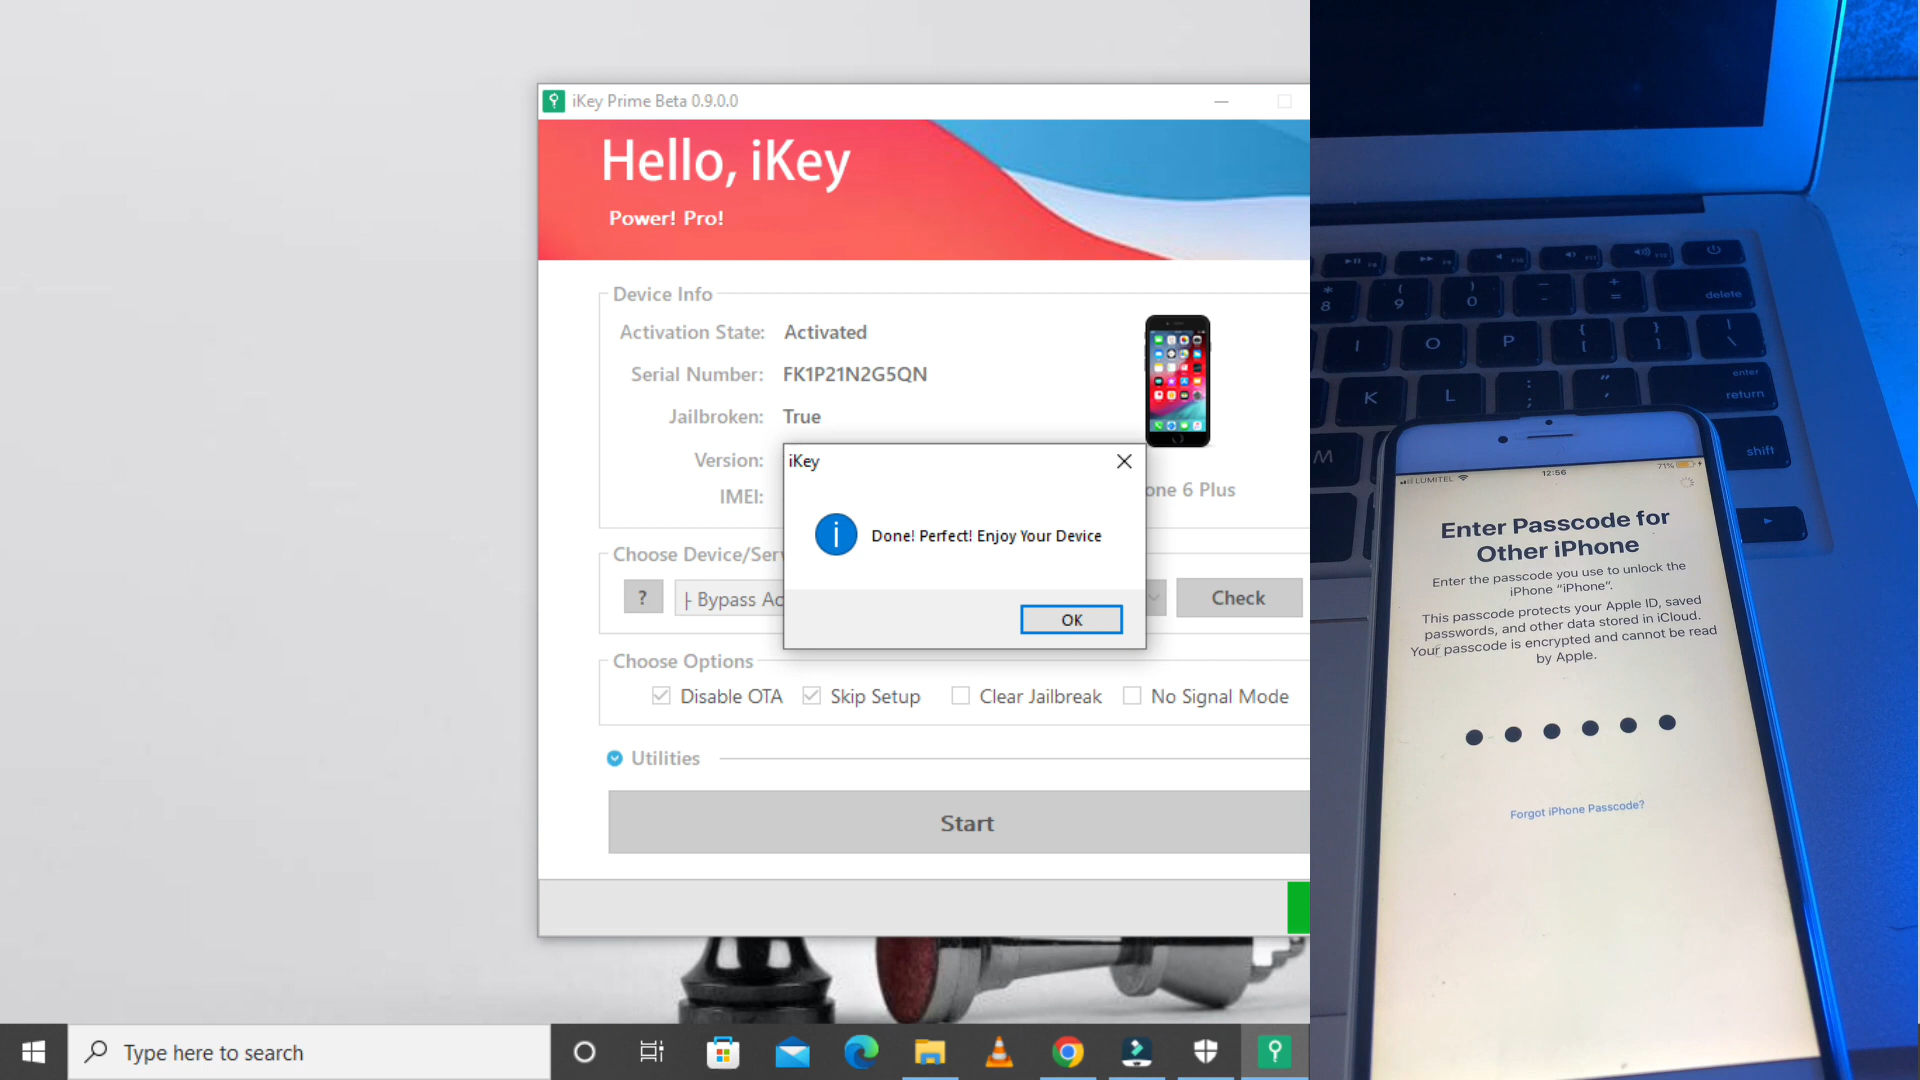 iKey Prime Beta 0.9.0.0
Hello, iKey
Power! Pro!
Device Info
Activation State: Activated
Serial Number: FK1P21N2G5QN
Jailbroken: True
Version:
IMEI:
one 6 Plus
iKey
Done! Perfect! Enjoy Your Device
OK
Choose Device/Ser
? |- Bypass Ac
Check
Choose Options
Disable OTA
Skip Setup
Clear Jailbreak
No Signal Mode
Utilities
Start
Type here to search
* 8
( 9
) 0
— -
+ =
delete
I
O
P
{ [
} ]
| \
K
L
: ;
" '
enter
return
M
shift
LUMITEL
12:56
71%
Enter Passcode for
Other iPhone
Enter the passcode you use to unlock the
iPhone “iPhone”.
This passcode protects your Apple ID, saved
passwords, and other data stored in iCloud.
Your passcode is encrypted and cannot be read
by Apple.
Forgot iPhone Passcode?